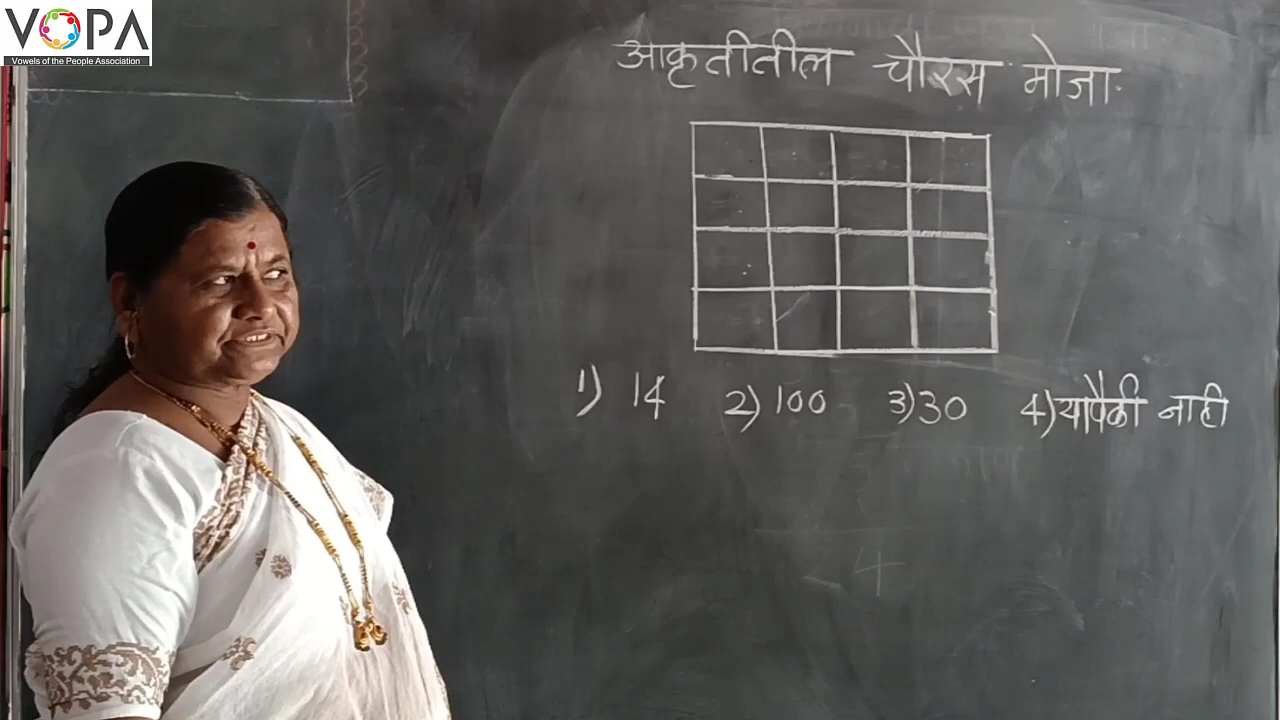 VOPA
Vowels of the People Association
आकृतीतील चौरस मोजा.
1) 14 2) 100 3) 30 4) यापैकी नाही